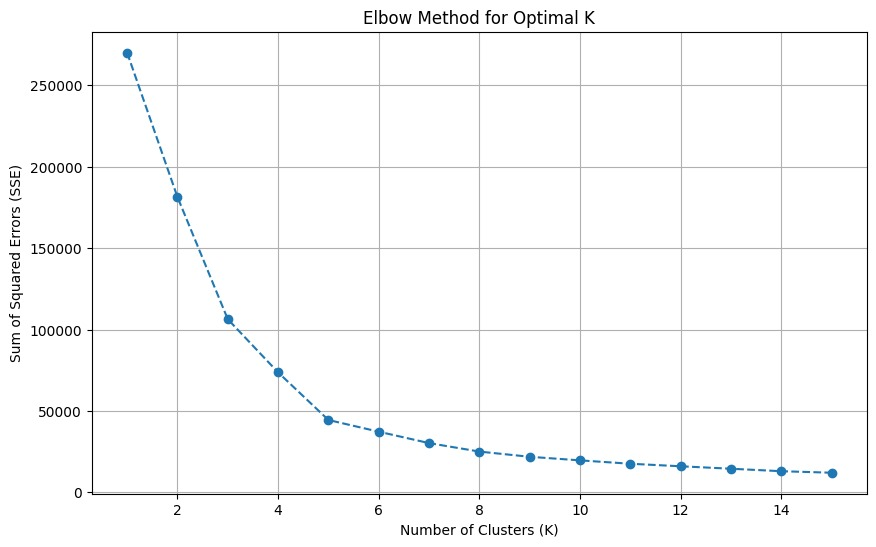 Elbow Method for Optimal K
Sum of Squared Errors (SSE)
250000
200000
150000
100000
50000
0
2 4 6 8 10 12 14
Number of Clusters (K)